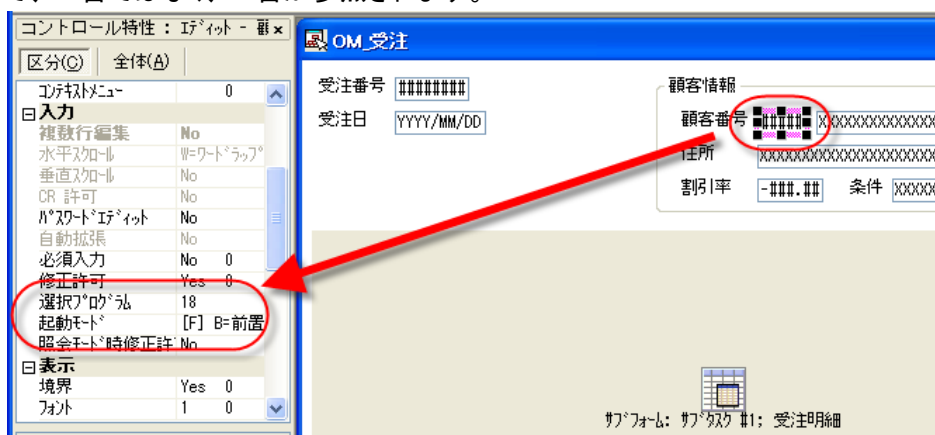 コントロール特性： ｴﾃﾞｨｯﾄ - 顧
区分(C) 全体(A)
ｺﾝﾃｷｽﾄﾒﾆｭｰ 0
入力
複数行編集 No
水平ｽｸﾛｰﾙ W=ﾜｰﾄﾞﾗｯﾌﾟ
垂直ｽｸﾛｰﾙ No
CR 許可 No
ﾊﾟｽﾜｰﾄﾞｴﾃﾞｨｯﾄ No
自動拡張 No
必須入力 No 0
修正許可 Yes 0
選択ﾌﾟﾛｸﾞﾗﾑ 18
起動ﾓｰﾄﾞ [F] B=前置
照会ﾓｰﾄﾞ時修正許 No
表示
境界 Yes 0
ﾌｫﾝﾄ 1 0
OM_受注
受注番号 ########
受注日 YYYY/MM/DD
顧客情報
顧客番号 ##### XXXXXXXXXXXXX
住所 XXXXXXXXXXXXXXXXXXXX
割引率 -###.## 条件 XXXXX
ｻﾌﾞﾌｫｰﾑ: ｻﾌﾞﾀｽｸ #1; 受注明細